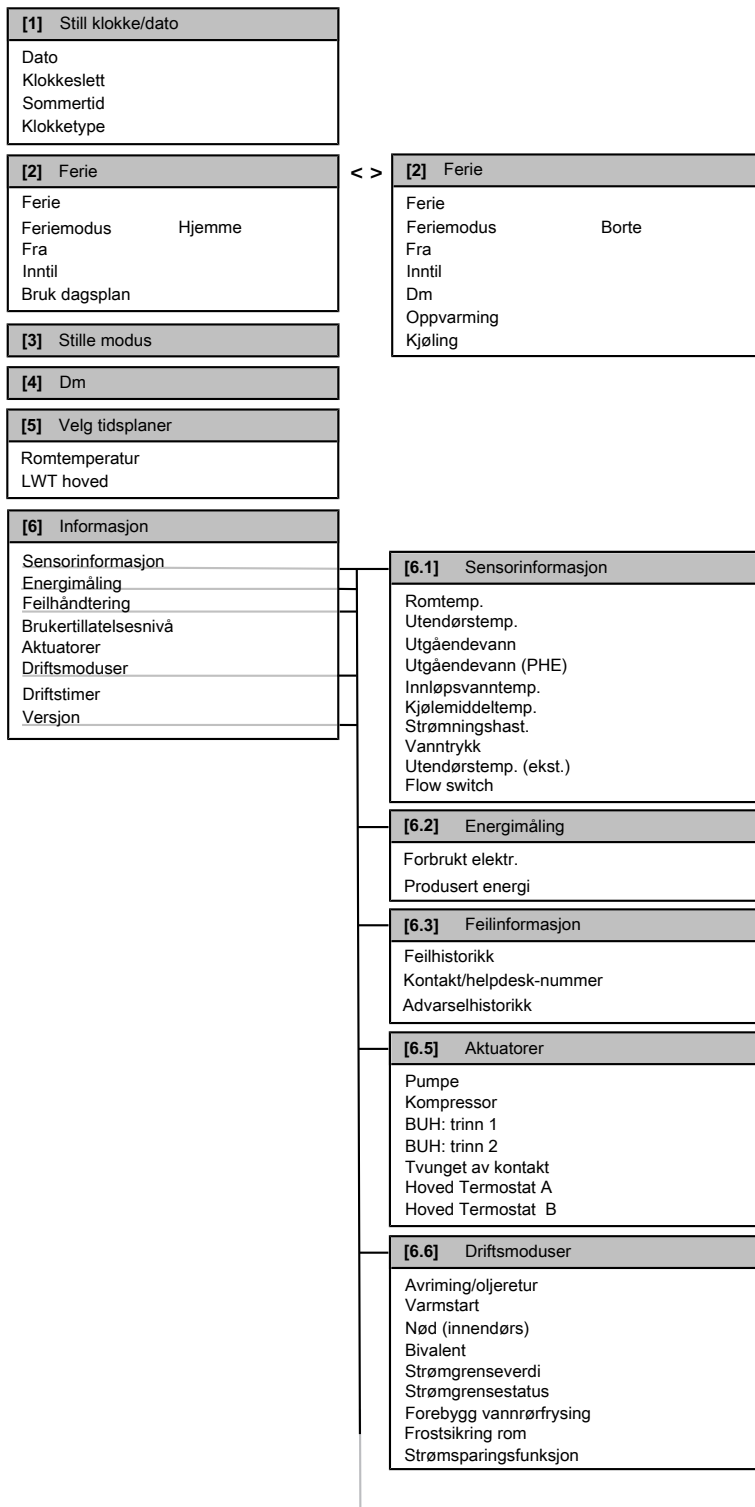 [1] Still klokke/dato
Dato
Klokkeslett
Sommertid
Klokketype
[2] Ferie
Ferie
Feriemodus Hjemme
Fra
Inntil
Bruk dagsplan
< >
[2] Ferie
Ferie
Feriemodus Borte
Fra
Inntil
Dm
Oppvarming
Kjøling
[3] Stille modus
[4] Dm
[5] Velg tidsplaner
Romtemperatur
LWT hoved
[6] Informasjon
Sensorinformasjon
Energimåling
Feilhåndtering
Brukertillatelsesnivå
Aktuatorer
Driftsmoduser
Driftstimer
Versjon
[6.1] Sensorinformasjon
Romtemp.
Utendørstemp.
Utgåendevann
Utgåendevann (PHE)
Innløpsvanntemp.
Kjølemiddeltemp.
Strømningshast.
Vanntrykk
Utendørstemp. (ekst.)
Flow switch
[6.2] Energimåling
Forbrukt elektr.
Produsert energi
[6.3] Feilinformasjon
Feilhistorikk
Kontakt/helpdesk-nummer
Advarselhistorikk
[6.5] Aktuatorer
Pumpe
Kompressor
BUH: trinn 1
BUH: trinn 2
Tvunget av kontakt
Hoved Termostat A
Hoved Termostat B
[6.6] Driftsmoduser
Avriming/oljeretur
Varmstart
Nød (innendørs)
Bivalent
Strømgrenseverdi
Strømgrensestatus
Forebygg vannrørfrysing
Frostsikring rom
Strømsparingsfunksjon